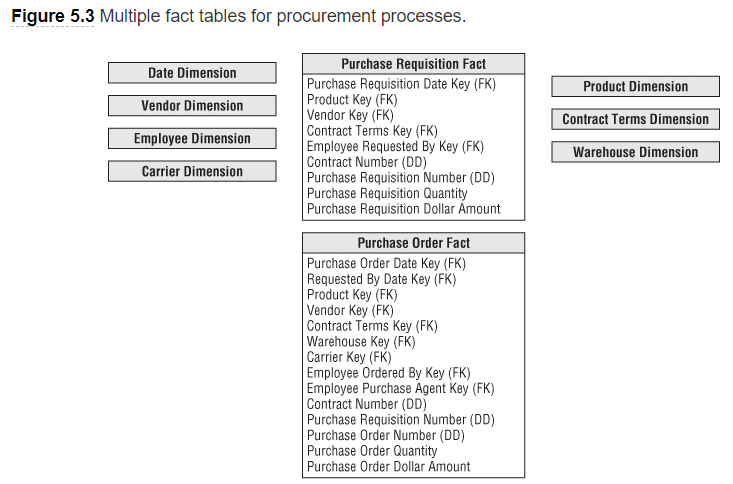 Figure 5.3 Multiple fact tables for procurement processes.
Date Dimension
Vendor Dimension
Employee Dimension
Carrier Dimension
Purchase Requisition Fact
Purchase Requisition Date Key (FK)
Product Key (FK)
Vendor Key (FK)
Contract Terms Key (FK)
Employee Requested By Key (FK)
Contract Number (DD)
Purchase Requisition Number (DD)
Purchase Requisition Quantity
Purchase Requisition Dollar Amount
Product Dimension
Contract Terms Dimension
Warehouse Dimension
Purchase Order Fact
Purchase Order Date Key (FK)
Requested By Date Key (FK)
Product Key (FK)
Vendor Key (FK)
Contract Terms Key (FK)
Warehouse Key (FK)
Carrier Key (FK)
Employee Ordered By Key (FK)
Employee Purchase Agent Key (FK)
Contract Number (DD)
Purchase Requisition Number (DD)
Purchase Order Number (DD)
Purchase Order Quantity
Purchase Order Dollar Amount